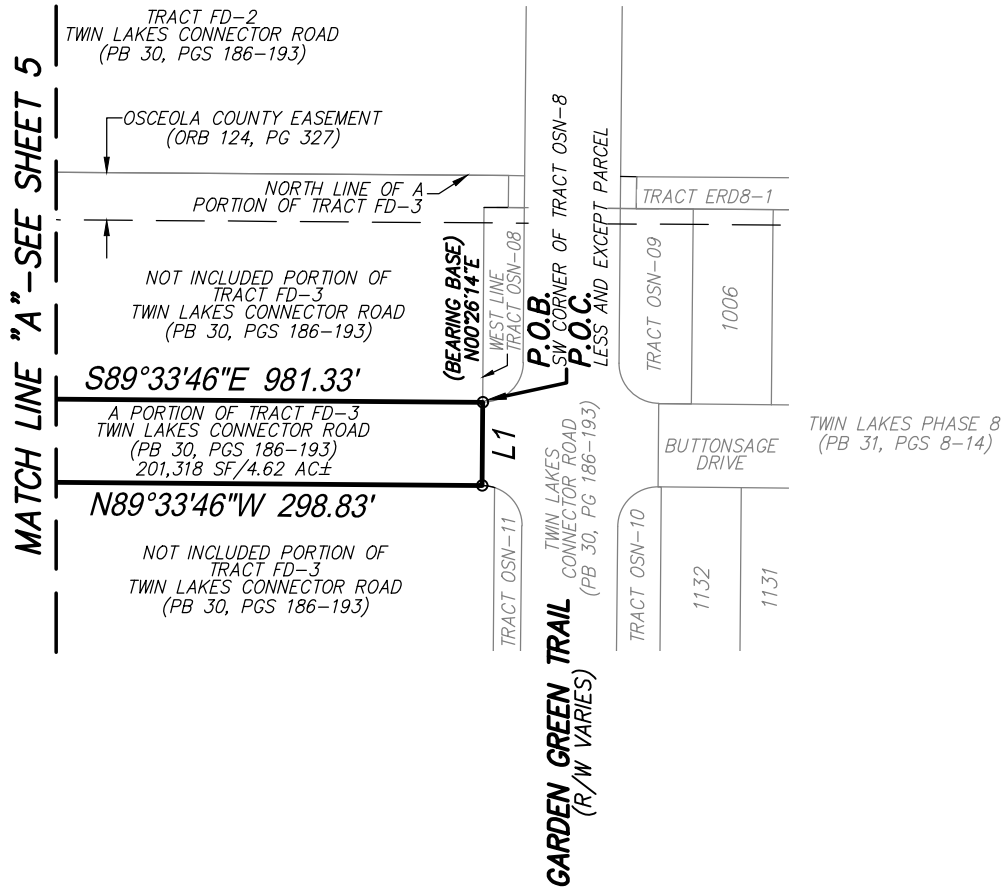 TRACT FD-2
TWIN LAKES CONNECTOR ROAD
(PB 30, PGS 186-193)
MATCH LINE "A"-SEE SHEET 5
OSCEOLA COUNTY EASEMENT
(ORB 124, PG 327)
NORTH LINE OF A
PORTION OF TRACT FD-3
NOT INCLUDED PORTION OF
TRACT FD-3
TWIN LAKES CONNECTOR ROAD
(PB 30, PGS 186-193)
(BEARING BASE)
N00°26'14"E
WEST LINE
TRACT OSN-08
P.O.B.
SW CORNER OF TRACT OSN-8
P.O.C.
LESS AND EXCEPT PARCEL
TRACT ERD8-1
TRACT OSN-09
1006
S89°33'46"E 981.33'
A PORTION OF TRACT FD-3
TWIN LAKES CONNECTOR ROAD
(PB 30, PGS 186-193)
201,318 SF/4.62 AC±
L1
N89°33'46"W 298.83'
TWIN LAKES
CONNECTOR ROAD
(PB 30, PG 186-193)
BUTTONSAGE
DRIVE
TWIN LAKES PHASE 8
(PB 31, PGS 8-14)
NOT INCLUDED PORTION OF
TRACT FD-3
TWIN LAKES CONNECTOR ROAD
(PB 30, PGS 186-193)
TRACT OSN-11
TRACT OSN-10
1132
1131
GARDEN GREEN TRAIL
(R/W VARIES)